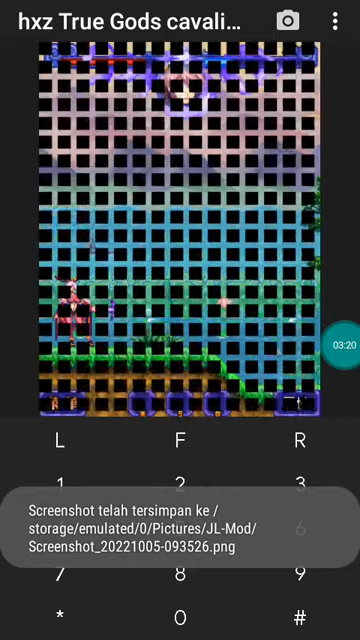 hxz True Gods cavali...
03:20
L F R
1 2 3
Screenshot telah tersimpan ke /
storage/emulated/0/Pictures/JL-Mod/
Screenshot_20221005-093526.png
6
7 8 9
* 0 #